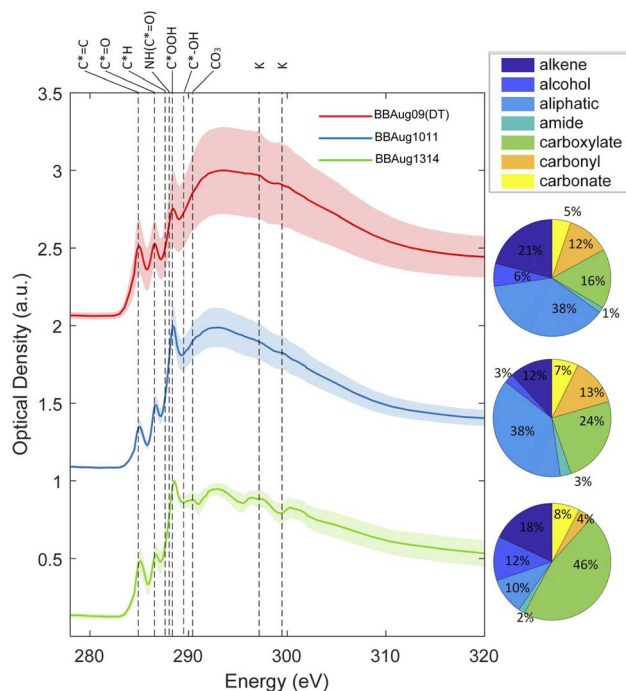 C*=C
C*=O
C*H
NH(C*=O)
C*OOH
C*-OH
CO₃
K
K
3.5
3
2.5
2
1.5
1
0.5
Optical Density (a.u.)
BBAug09(DT)
BBAug1011
BBAug1314
280
290
300
310
320
Energy (eV)
alkene
alcohol
aliphatic
amide
carboxylate
carbonyl
carbonate
5%
21%
12%
6%
16%
38%
1%
3%
12%
7%
13%
38%
24%
3%
18%
8%
4%
12%
46%
10%
2%